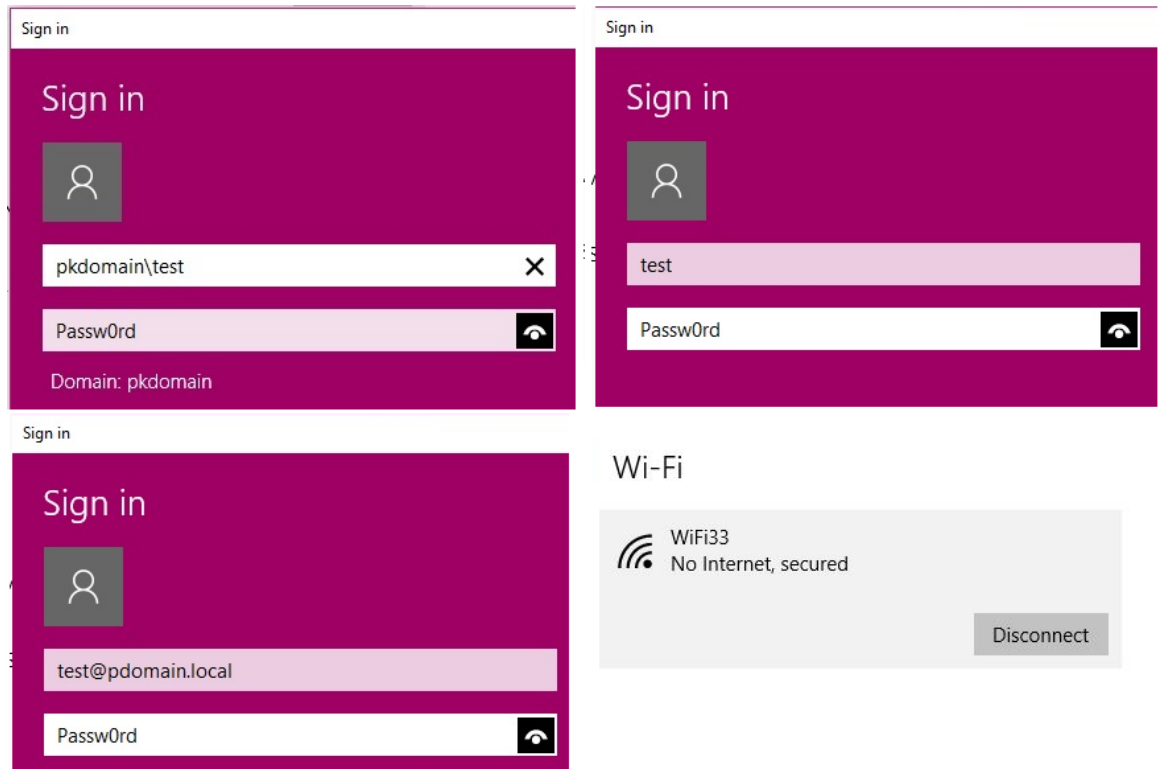 Sign in
Sign in
pkdomain\test
Passw0rd
Domain: pkdomain
Sign in
Sign in
test
Passw0rd
Sign in
Sign in
test@pdomain.local
Passw0rd
Wi-Fi
WiFi33
No Internet, secured
Disconnect